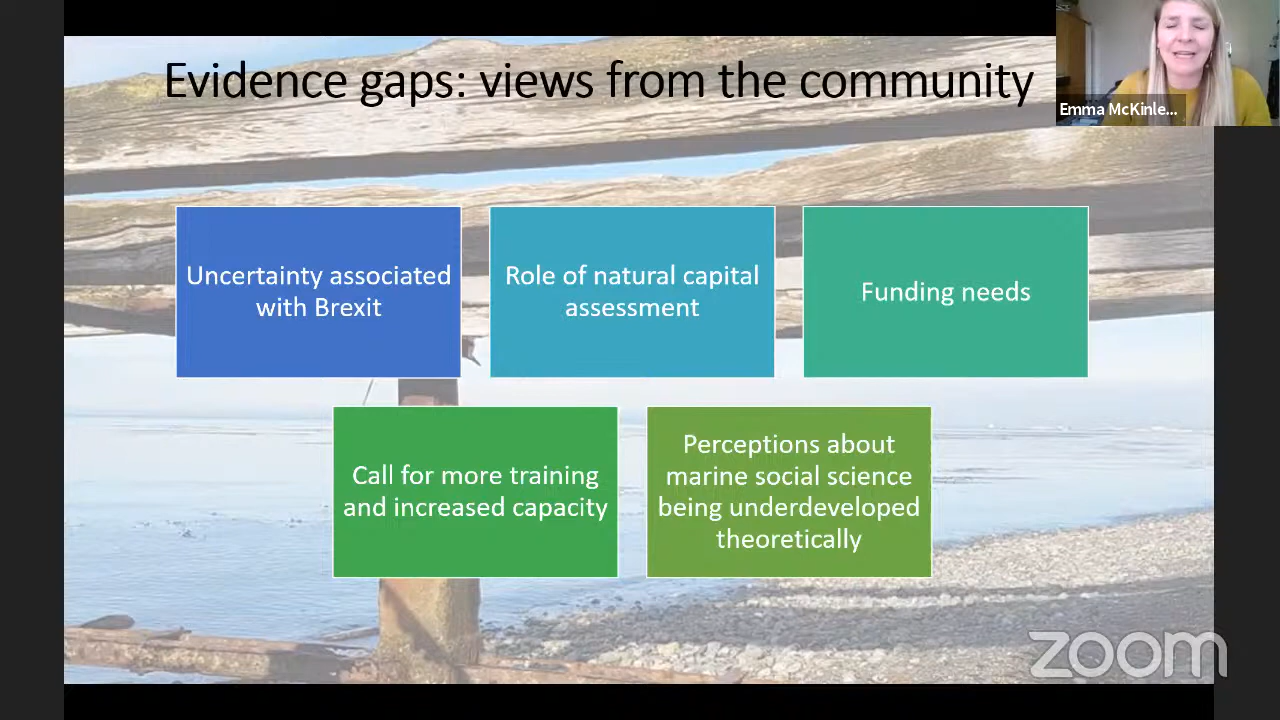 Evidence gaps: views from the community
Emma McKinle...
Uncertainty associated
with Brexit
Role of natural capital
assessment
Funding needs
Call for more training
and increased capacity
Perceptions about
marine social science
being underdeveloped
theoretically
zoom